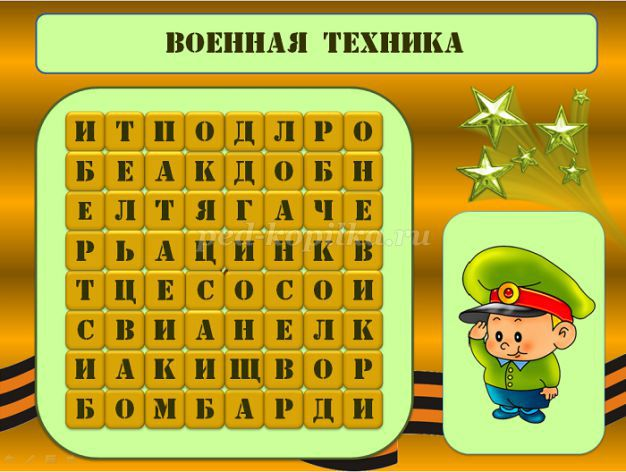 ВОЕННАЯ ТЕХНИКА
И Т П О Д Л Р О
Б Е А К Д О Б Н
Е Л Т Я Г А Ч Е
Р Ь А Ц И Н К В
Т Ц Е С О С О И
С В И А Н Е Л К
И А К И Щ В О Р
Б О М Б А Р Д И
ped-kopilka.ru